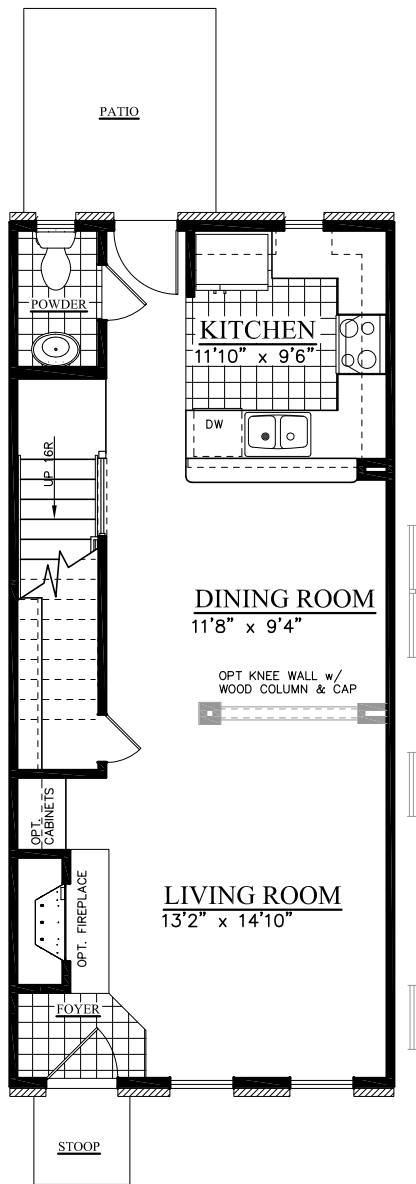 PATIO
POWDER
KITCHEN
11'10" x 9'6"
DW
UP 16R
DINING ROOM
11'8" x 9'4"
OPT KNEE WALL w/
WOOD COLUMN & CAP
OPT.
CABINETS
LIVING ROOM
13'2" x 14'10"
OPT. FIREPLACE
FOYER
STOOP